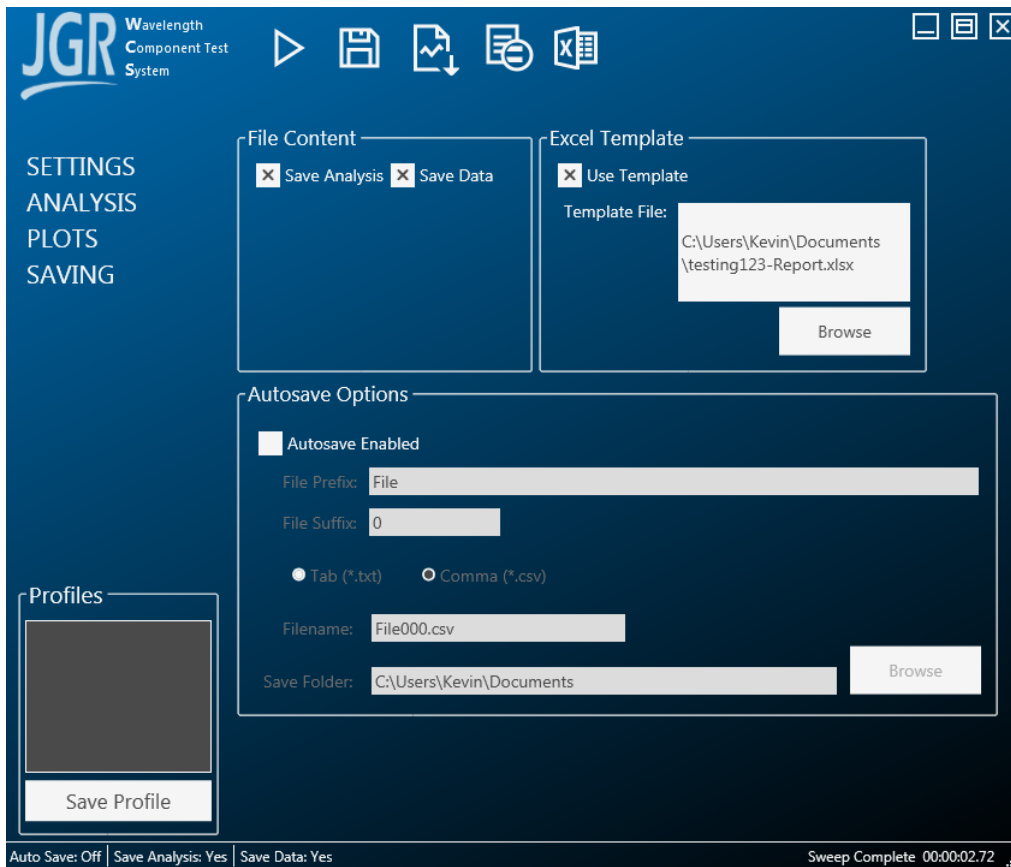 JGR
Wavelength
Component Test
System
SETTINGS
ANALYSIS
PLOTS
SAVING
File Content
Save Analysis Save Data
Excel Template
Use Template
Template File:
C:\Users\Kevin\Documents
\testing123-Report.xlsx
Browse
Autosave Options
Autosave Enabled
File Prefix: File
File Suffix: 0
Tab (*.txt) Comma (*.csv)
Filename: File000.csv
Save Folder: C:\Users\Kevin\Documents
Browse
Profiles
Save Profile
Auto Save: Off Save Analysis: Yes Save Data: Yes Sweep Complete 00:00:02.72